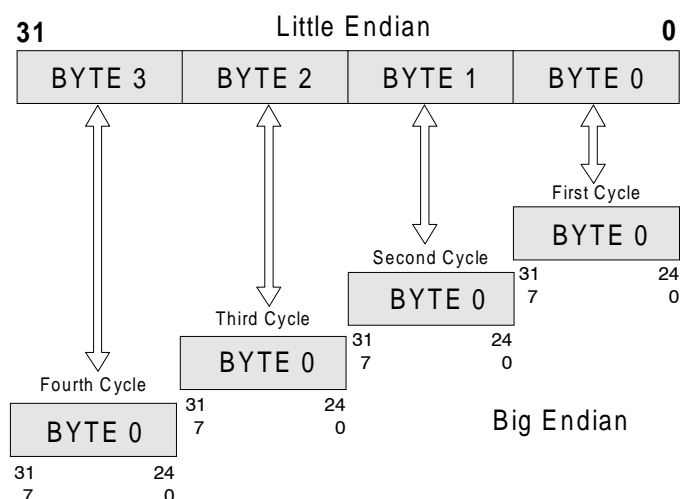 31 Little Endian 0
BYTE 3 BYTE 2 BYTE 1 BYTE 0
First Cycle
BYTE 0
31 24
7 0
Second Cycle
BYTE 0
31 24
7 0
Third Cycle
BYTE 0
31 24
7 0
Fourth Cycle
BYTE 0
31 24
7 0
Big Endian